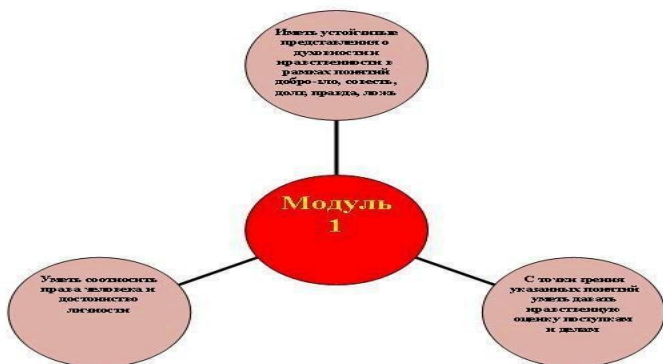 Иметь устойчивые
представления о
духовности и
нравственности в
рамках понятий
добро-зло, совесть,
долг, правда, ложь
Модуль
1
Уметь соотносить
права человека и
достоинство
личности
С точки зрения
указанных понятий
уметь давать
нравственную
оценку поступкам
и делам